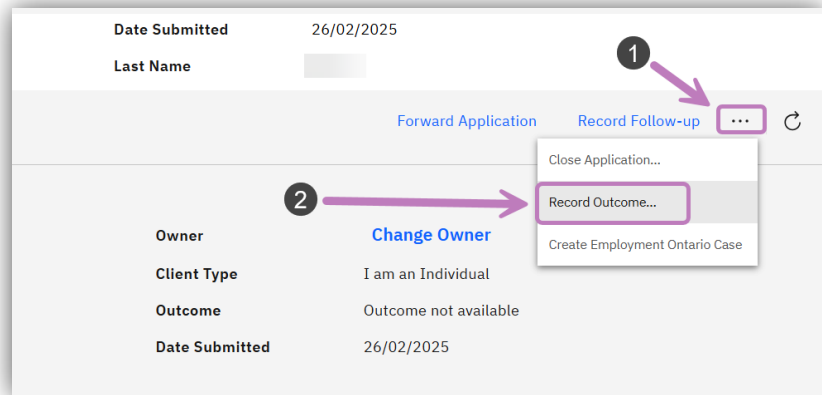 Date Submitted 26/02/2025
Last Name
1
Forward Application Record Follow-up ...
Close Application...
2
Record Outcome...
Create Employment Ontario Case
Owner Change Owner
Client Type I am an Individual
Outcome Outcome not available
Date Submitted 26/02/2025